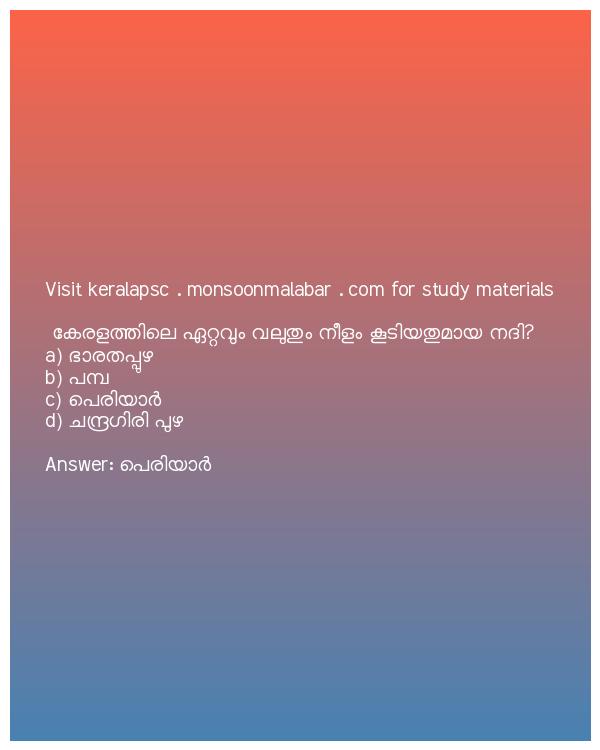 Visit keralapsc . monsoonmalabar . com for study materials
കേരളത്തിലെ ഏറ്റവും വലുതും നീളം കൂടിയതുമായ നദി?
a) ഭാരതപ്പുഴ
b) പമ്പ
c) പെരിയാർ
d) ചന്ദ്രഗിരി പുഴ
Answer: പെരിയാർ